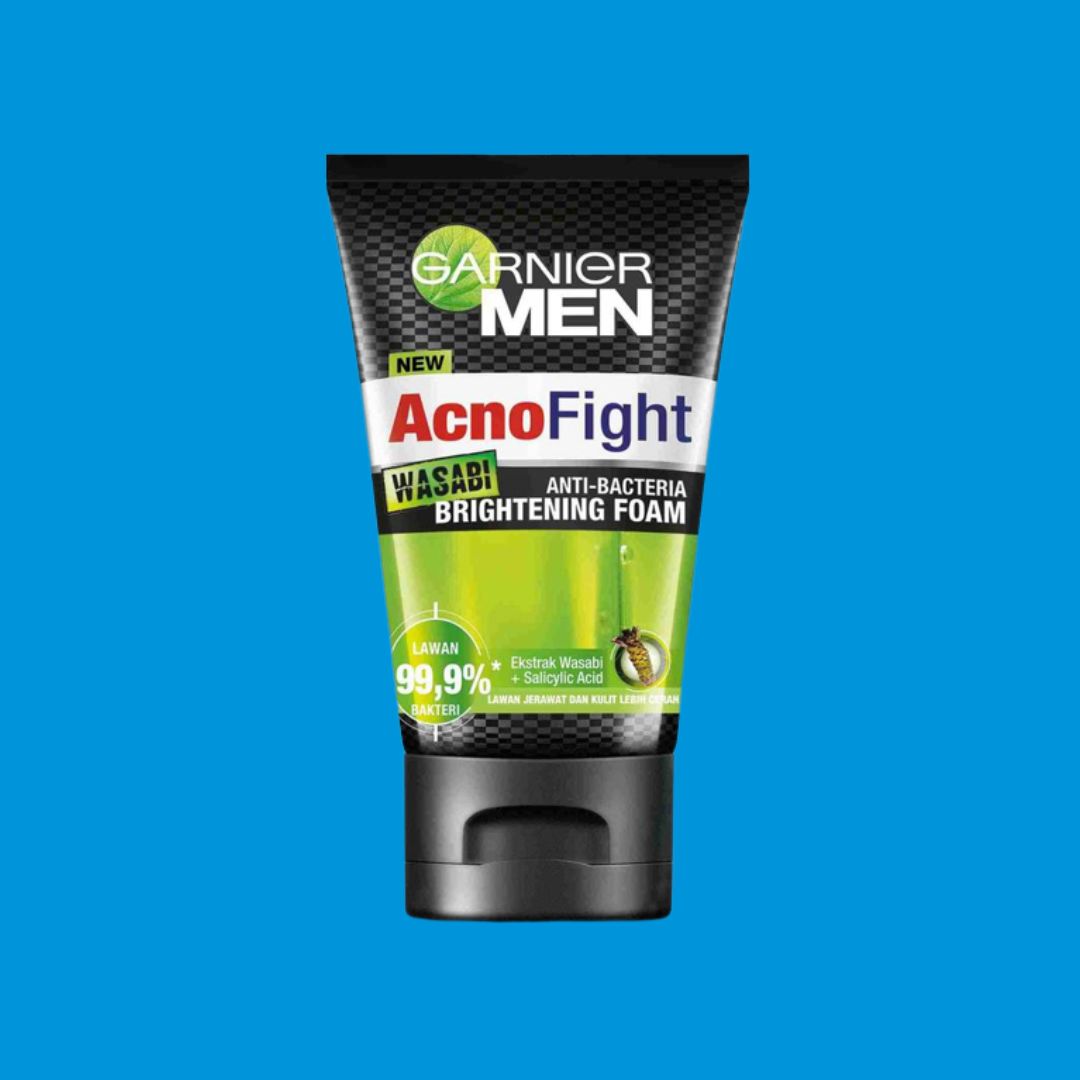 GARNIER
MEN
NEW
AcnoFight
WASABI
ANTI-BACTERIA
BRIGHTENING FOAM
LAWAN
99,9%*
BAKTERI
Ekstrak Wasabi
+ Salicylic Acid
LAWAN JERAWAT DAN KULIT LEBIH CERAH